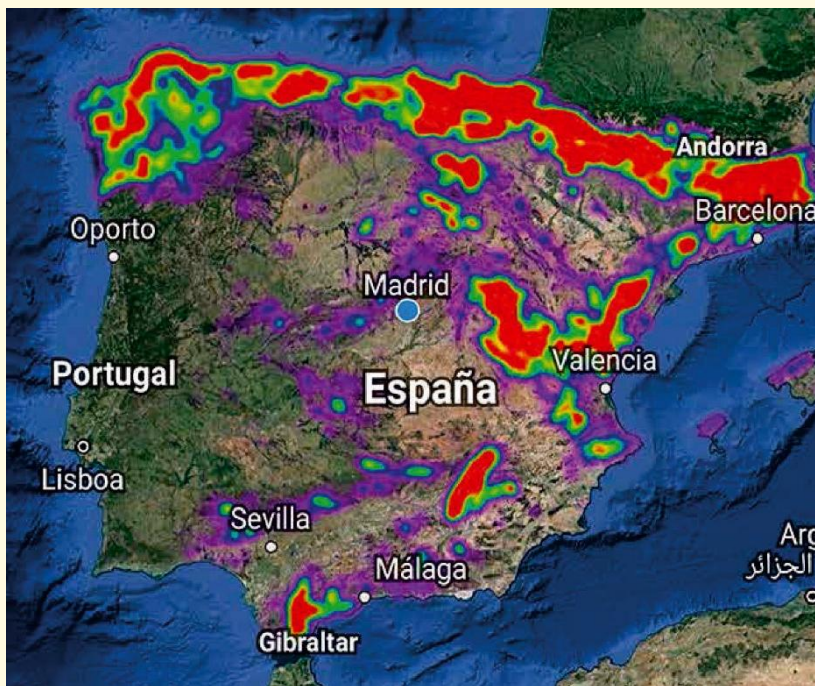 Andorra
Barcelona
Oporto
Madrid
Portugal
España
Valencia
Lisboa
Sevilla
Málaga
Gibraltar
الجزائر